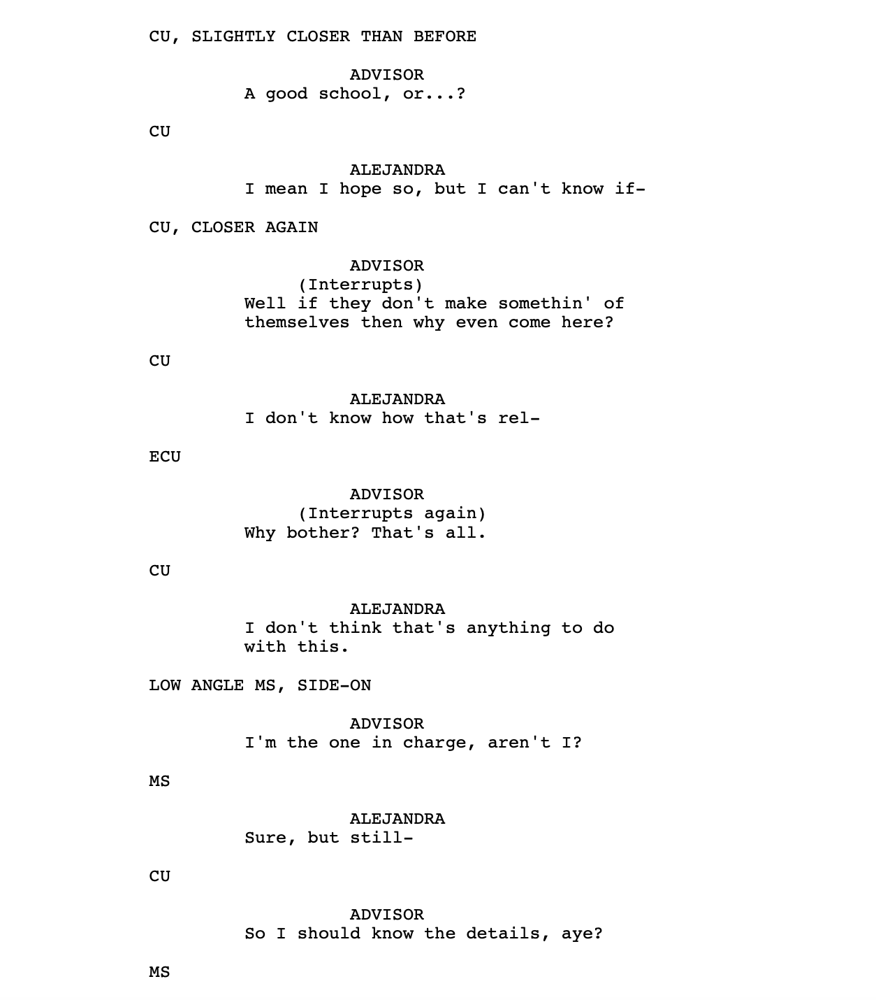 CU, SLIGHTLY CLOSER THAN BEFORE
ADVISOR
A good school, or...?
CU
ALEJANDRA
I mean I hope so, but I can't know if-
CU, CLOSER AGAIN
ADVISOR
(Interrupts)
Well if they don't make somethin' of
themselves then why even come here?
CU
ALEJANDRA
I don't know how that's rel-
ECU
ADVISOR
(Interrupts again)
Why bother? That's all.
CU
ALEJANDRA
I don't think that's anything to do
with this.
LOW ANGLE MS, SIDE-ON
ADVISOR
I'm the one in charge, aren't I?
MS
ALEJANDRA
Sure, but still-
CU
ADVISOR
So I should know the details, aye?
MS